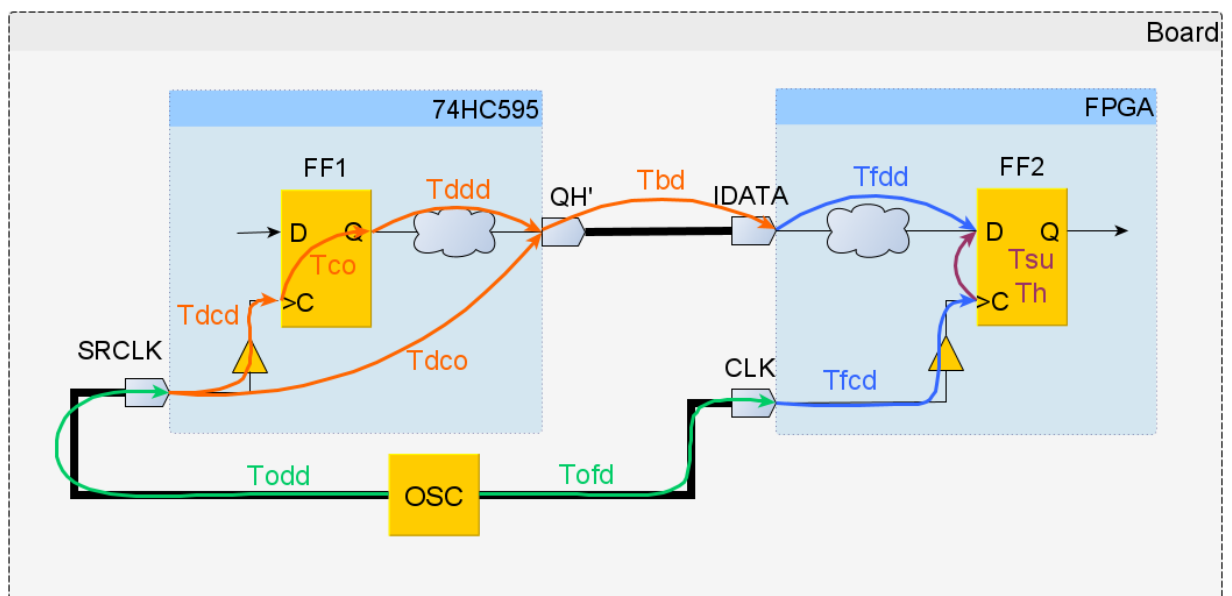 Board
74HC595
FPGA
FF1
FF2
Tddd
QH'
Tbd
IDATA
Tfdd
D
Q
D
Q
Tco
Tsu
>C
Th
>C
Tdcd
SRCLK
Tdco
CLK
Tfcd
Todd
OSC
Tofd